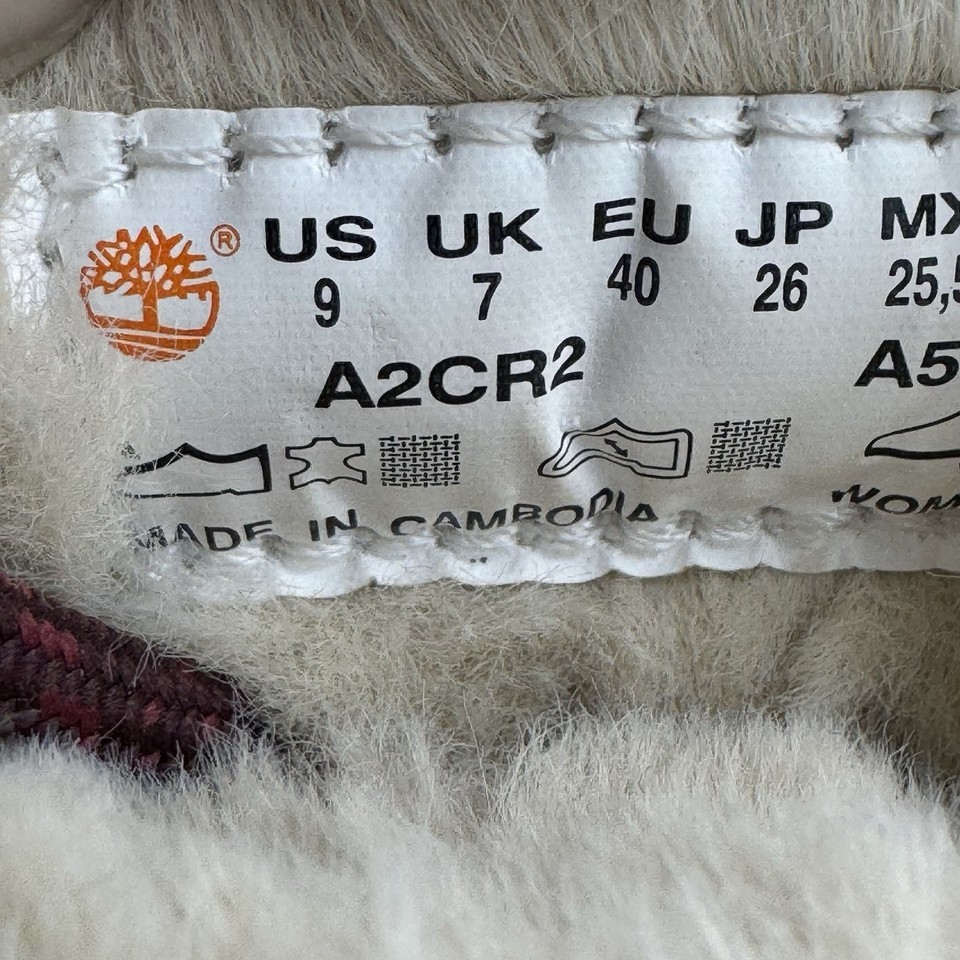 ® US UK EU JP MX
9 7 40 26 25,5
A2CR2 A5
MADE IN CAMBODIA